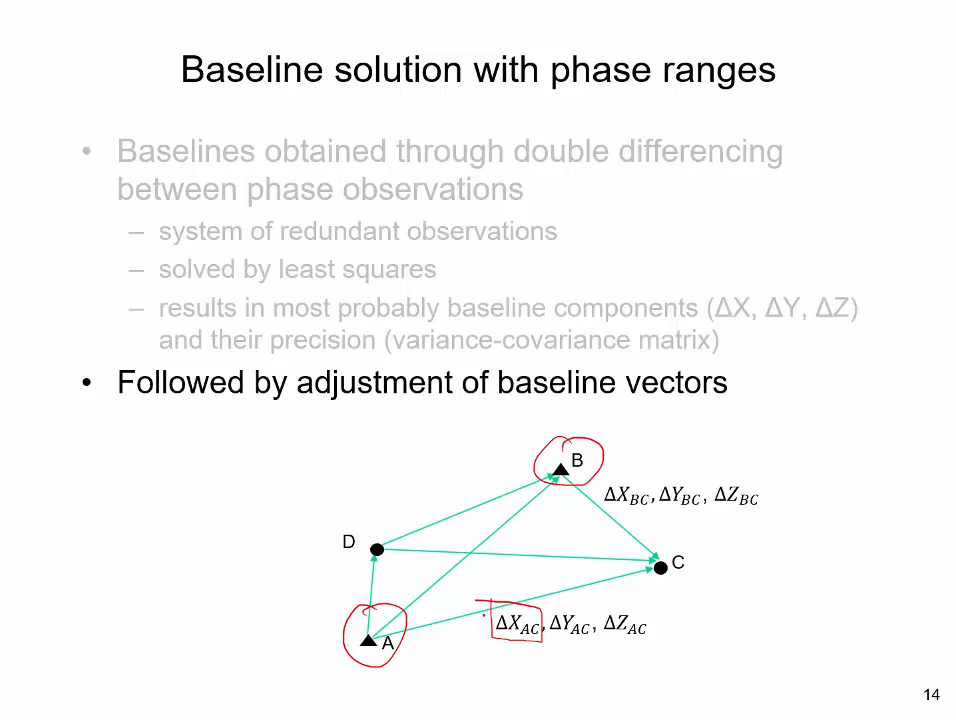 Baseline solution with phase ranges
• Baselines obtained through double differencing
between phase observations
– system of redundant observations
– solved by least squares
– results in most probably baseline components (ΔX, ΔY, ΔZ)
and their precision (variance-covariance matrix)
• Followed by adjustment of baseline vectors
B
ΔX_BC, ΔY_BC, ΔZ_BC
D
C
ΔX_AC, ΔY_AC, ΔZ_AC
A
14